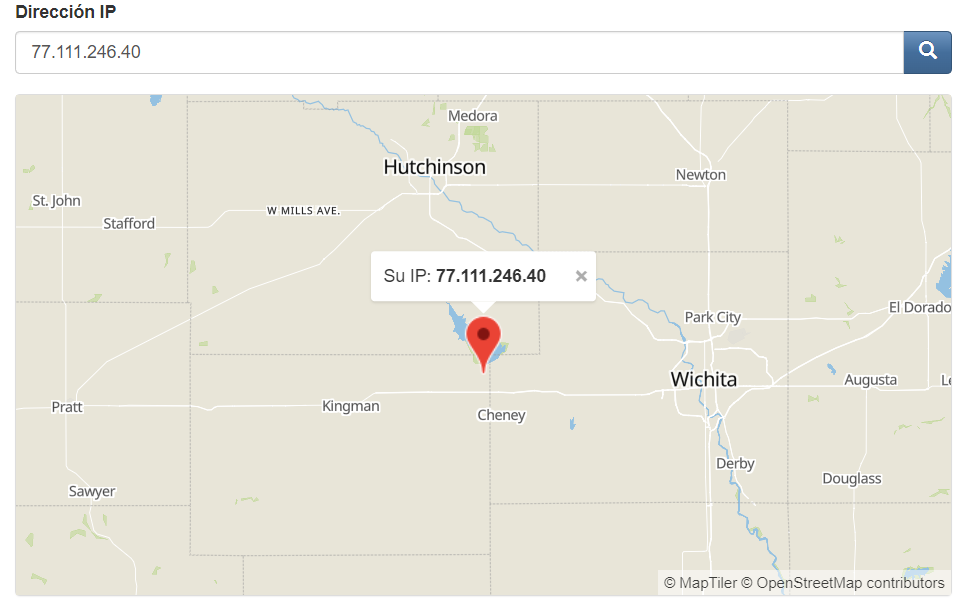 Dirección IP
77.111.246.40
Medora
Hutchinson
Newton
St. John
W MILLS AVE.
Stafford
Su IP: 77.111.246.40 ×
El Dorado
Park City
Wichita
Augusta
Le
Pratt
Kingman
Cheney
Derby
Douglass
Sawyer
© MapTiler © OpenStreetMap contributors